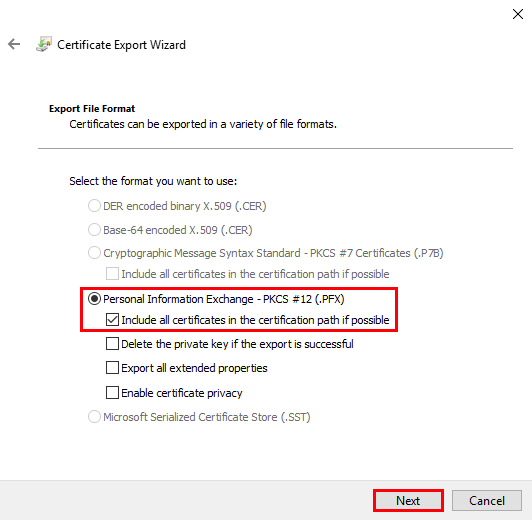 Certificate Export Wizard
Export File Format
Certificates can be exported in a variety of file formats.
Select the format you want to use:
DER encoded binary X.509 (.CER)
Base-64 encoded X.509 (.CER)
Cryptographic Message Syntax Standard - PKCS #7 Certificates (.P7B)
Include all certificates in the certification path if possible
Personal Information Exchange - PKCS #12 (.PFX)
Include all certificates in the certification path if possible
Delete the private key if the export is successful
Export all extended properties
Enable certificate privacy
Microsoft Serialized Certificate Store (.SST)
Next Cancel